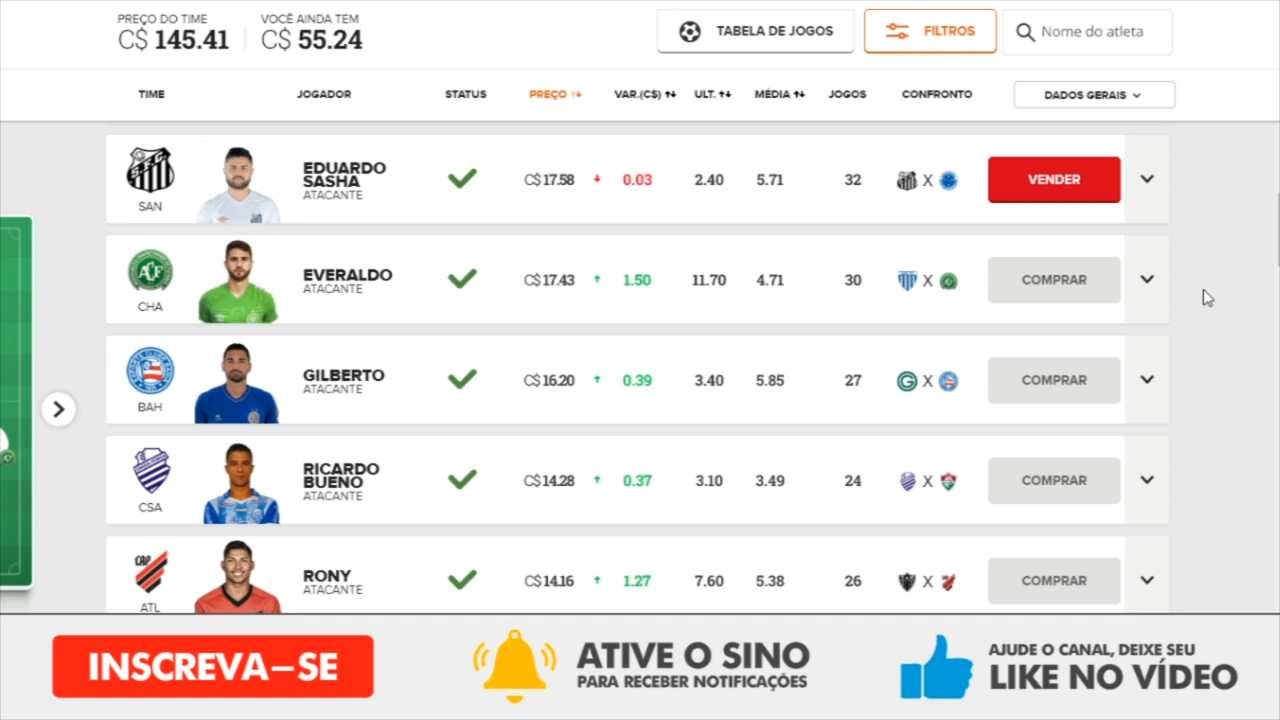 PREÇO DO TIME
C$ 145.41
VOCÊ AINDA TEM
C$ 55.24
TABELA DE JOGOS
FILTROS
Nome do atleta
TIME JOGADOR STATUS PREÇO VAR.(C$) ULT. MÉDIA JOGOS CONFRONTO DADOS GERAIS
SAN
EDUARDO
SASHA
ATACANTE
C$ 17.58 0.03 2.40 5.71 32 X VENDER
CHA
EVERALDO
ATACANTE
C$ 17.43 1.50 11.70 4.71 30 X COMPRAR
BAH
GILBERTO
ATACANTE
C$ 16.20 0.39 3.40 5.85 27 X COMPRAR
CSA
RICARDO
BUENO
ATACANTE
C$ 14.28 0.37 3.10 3.49 24 X COMPRAR
CAP
ATL
RONY
ATACANTE
C$ 14.16 1.27 7.60 5.38 26 X COMPRAR
INSCREVA-SE
ATIVE O SINO
PARA RECEBER NOTIFICAÇÕES
AJUDE O CANAL, DEIXE SEU
LIKE NO VÍDEO